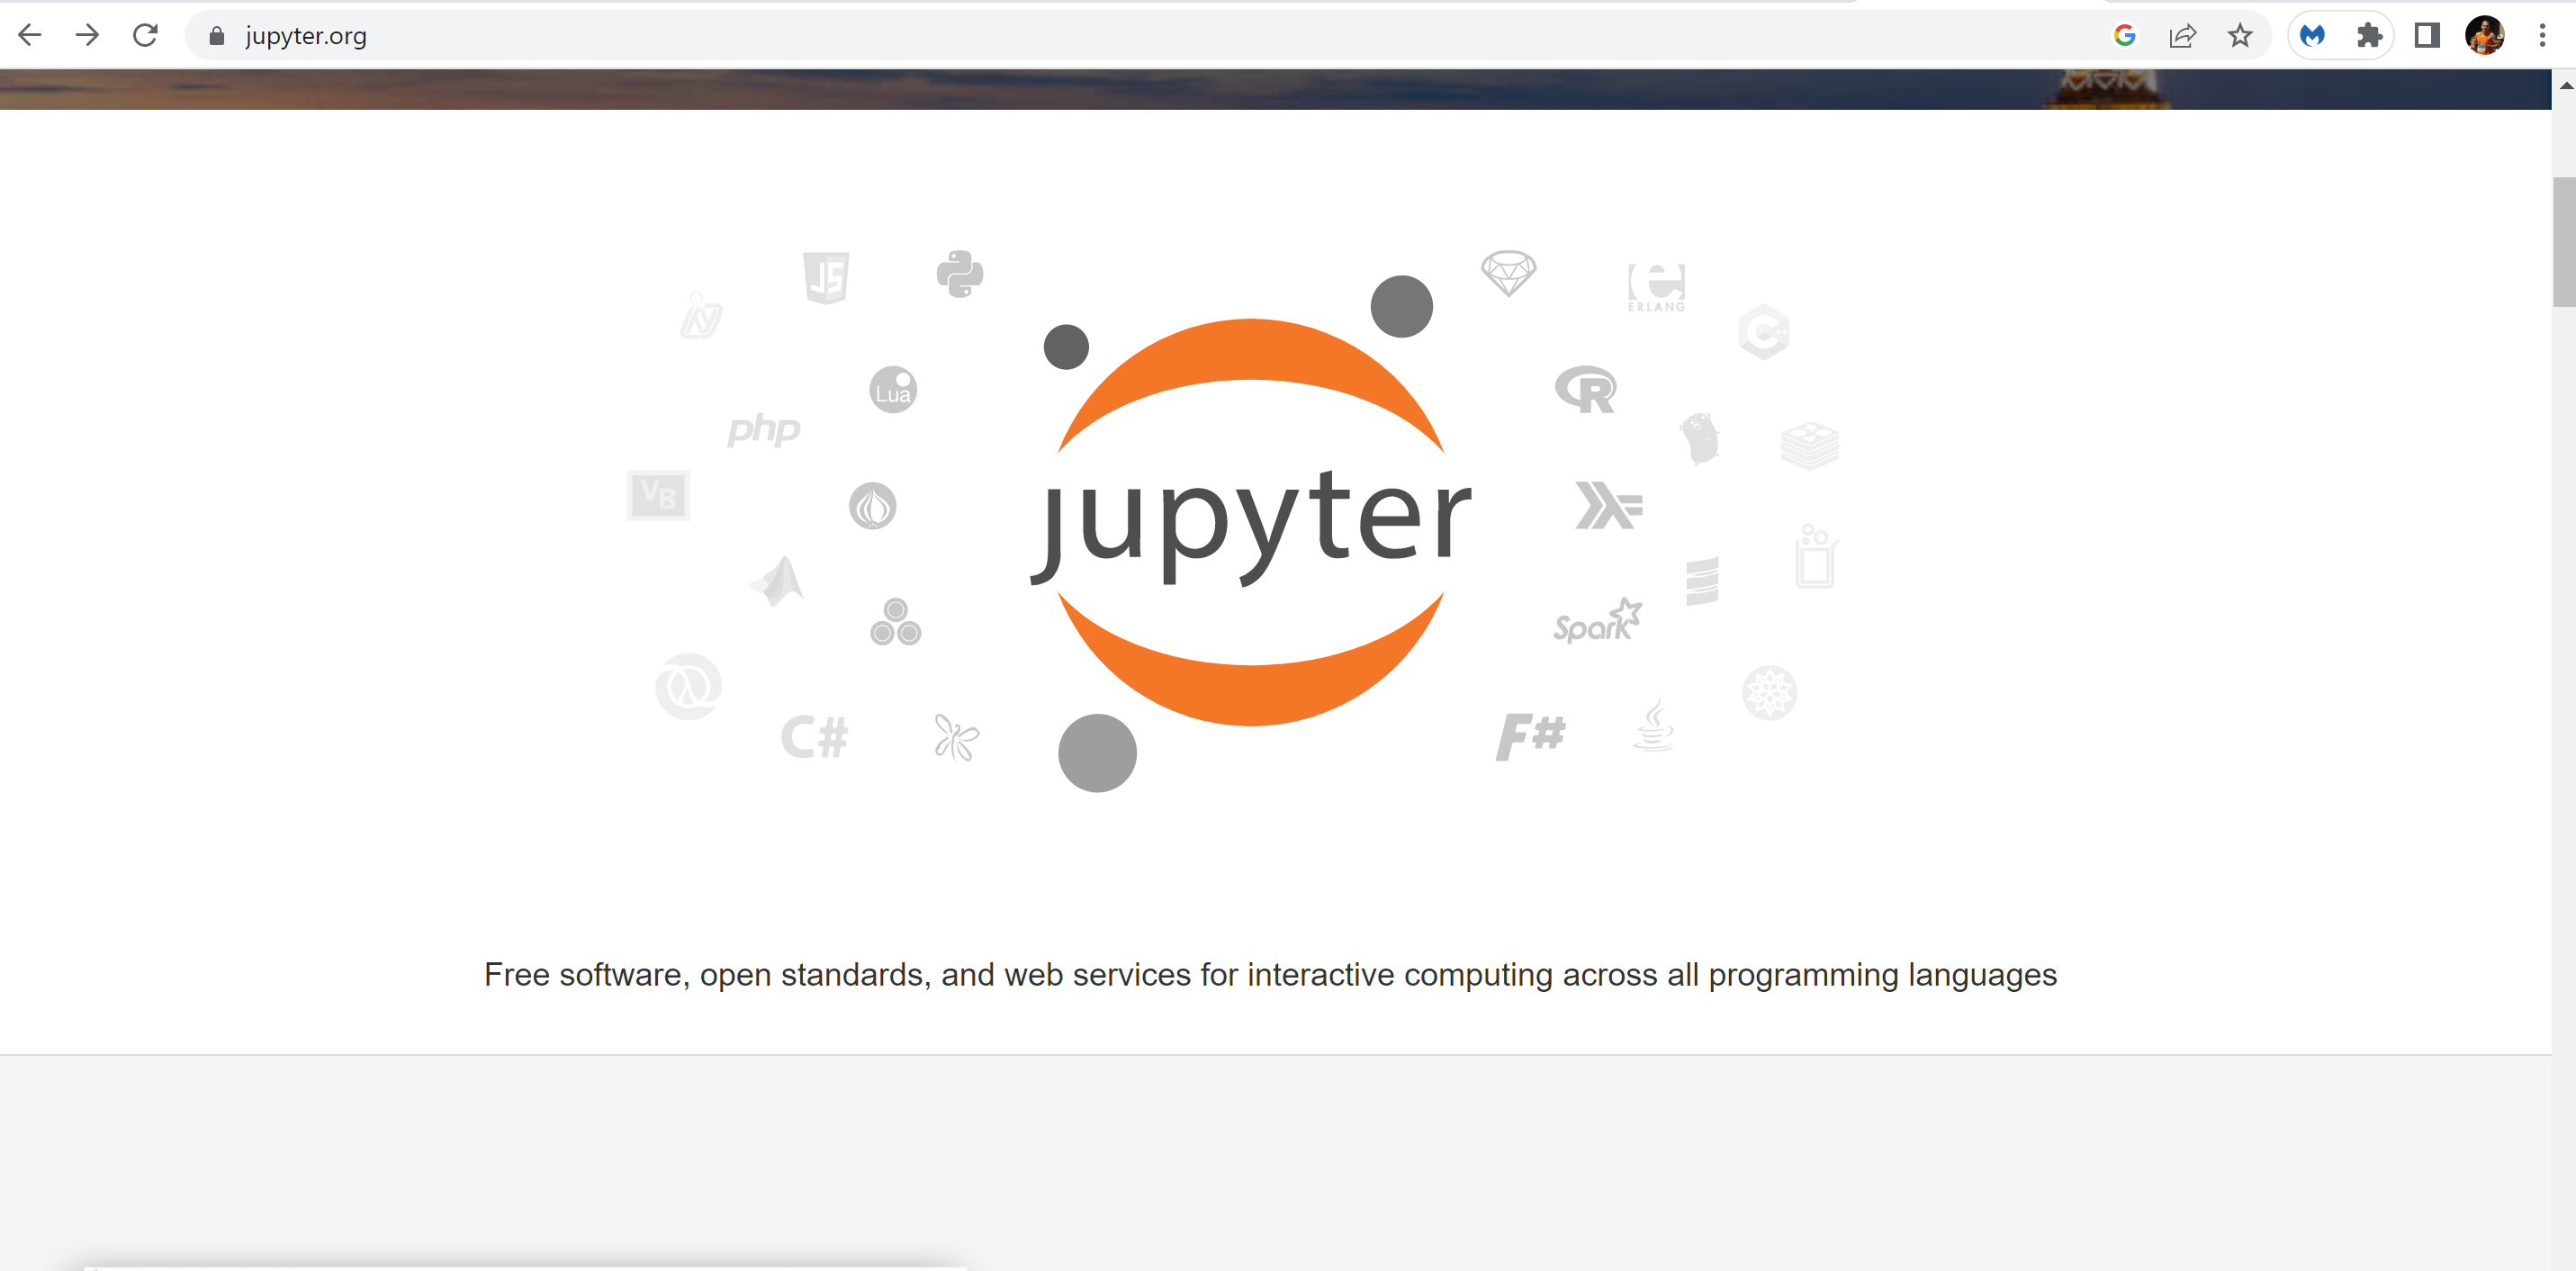 jupyter.org
JS
ERLANG
C
Lua
R
php
VB
jupyter
Spark
C#
F#
Free software, open standards, and web services for interactive computing across all programming languages